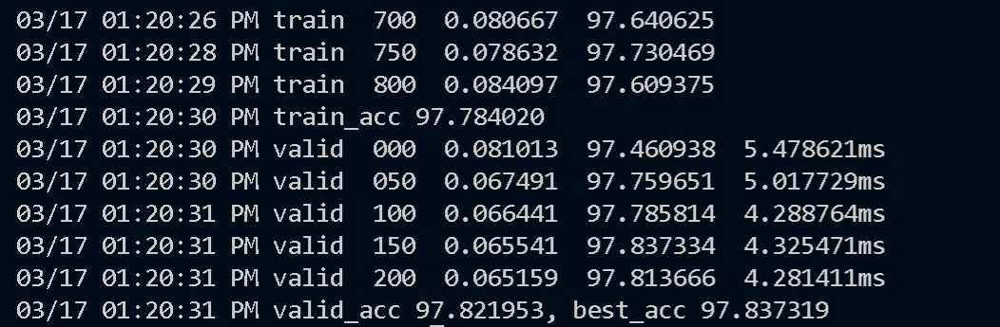 03/17 01:20:26 PM train  700  0.080667  97.640625
03/17 01:20:28 PM train  750  0.078632  97.730469
03/17 01:20:29 PM train  800  0.084097  97.609375
03/17 01:20:30 PM train_acc 97.784020
03/17 01:20:30 PM valid  000  0.081013  97.460938  5.478621ms
03/17 01:20:30 PM valid  050  0.067491  97.759651  5.017729ms
03/17 01:20:31 PM valid  100  0.066441  97.785814  4.288764ms
03/17 01:20:31 PM valid  150  0.065541  97.837334  4.325471ms
03/17 01:20:31 PM valid  200  0.065159  97.813666  4.281411ms
03/17 01:20:31 PM valid_acc 97.821953, best_acc 97.837319